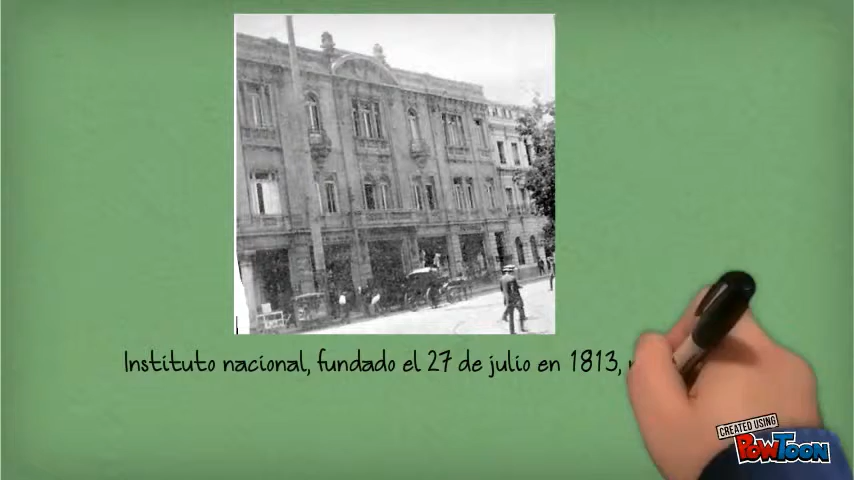 Instituto nacional, fundado el 27 de julio en 1813,
CREATED USING
POWTOON